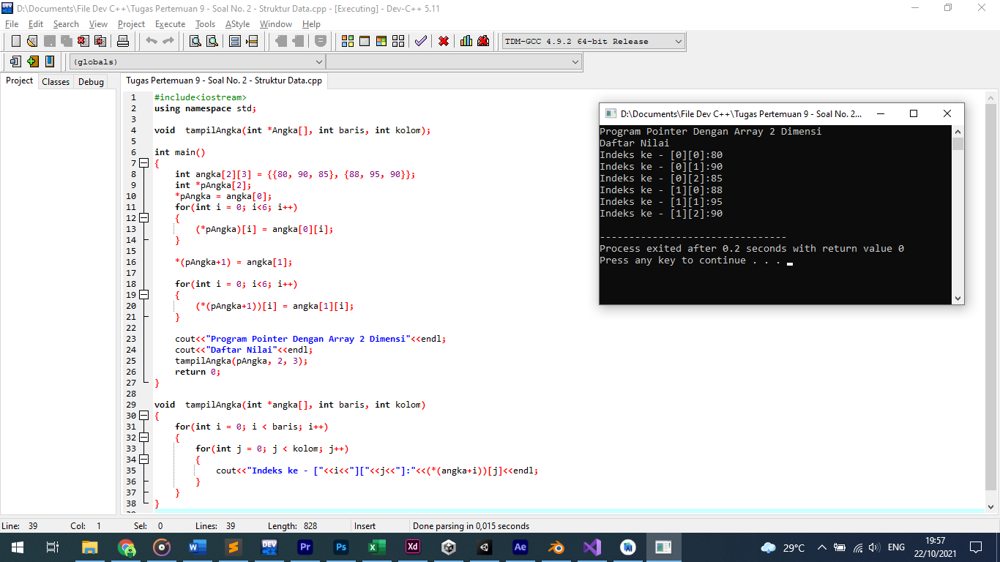 D:\Documents\File Dev C++\Tugas Pertemuan 9 - Soal No. 2 - Struktur Data.cpp - [Executing] - Dev-C++ 5.11
File Edit Search View Project Execute Tools AStyle Window Help
TDM-GCC 4.9.2 64-bit Release
(globals)
Project Classes Debug
Tugas Pertemuan 9 - Soal No. 2 - Struktur Data.cpp
1 #include<iostream>
2 using namespace std;
3
4 void  tampilAngka(int *Angka[], int baris, int kolom);
5
6 int main()
7 {
8     int angka[2][3] = {{80, 90, 85}, {88, 95, 90}};
9     int *pAngka[2];
10     *pAngka = angka[0];
11     for(int i = 0; i<6; i++)
12     {
13         (*pAngka)[i] = angka[0][i];
14     }
15
16     *(pAngka+1) = angka[1];
17
18     for(int i = 0; i<6; i++)
19     {
20         (*(pAngka+1))[i] = angka[1][i];
21     }
22
23     cout<<"Program Pointer Dengan Array 2 Dimensi"<<endl;
24     cout<<"Daftar Nilai"<<endl;
25     tampilAngka(pAngka, 2, 3);
26     return 0;
27 }
28
29 void  tampilAngka(int *angka[], int baris, int kolom)
30 {
31     for(int i = 0; i < baris; i++)
32     {
33         for(int j = 0; j < kolom; j++)
34         {
35             cout<<"Indeks ke - ["<<i<<"]["<<j<<"]:"<<(*(angka+i))[j]<<endl;
36         }
37     }
38 }
39
D:\Documents\File Dev C++\Tugas Pertemuan 9 - Soal No. 2...
Program Pointer Dengan Array 2 Dimensi
Daftar Nilai
Indeks ke - [0][0]:80
Indeks ke - [0][1]:90
Indeks ke - [0][2]:85
Indeks ke - [1][0]:88
Indeks ke - [1][1]:95
Indeks ke - [1][2]:90
--------------------------------
Process exited after 0.2 seconds with return value 0
Press any key to continue . . .
Line: 39 Col: 1 Sel: 0 Lines: 39 Length: 828 Insert Done parsing in 0,015 seconds
DEV Pr Ps Xd Ae 29°C ENG 19:57
22/10/2021